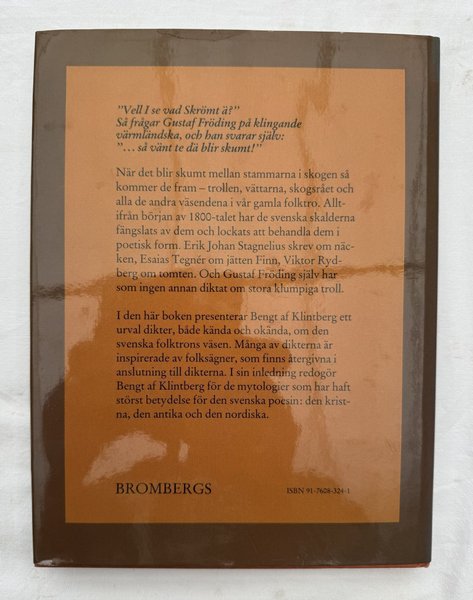 "Vell I se vad Skrömt ä?"
Så frågar Gustaf Fröding på klingande
värmländska, och han svarar själv:
"... så vänt te dä blir skumt!"
När det blir skumt mellan stammarna i skogen så
kommer de fram – trollen, vättarna, skogsrået och
alla de andra väsendena i vår gamla folktro. Allt-
ifrån början av 1800-talet har de svenska skalderna
fängslats av dem och lockats att behandla dem i
poetisk form. Erik Johan Stagnelius skrev om näc-
ken, Esaias Tegnér om jätten Finn, Viktor Ryd-
berg om tomten. Och Gustaf Fröding själv har
som ingen annan diktat om stora klumpiga troll.
I den här boken presenterar Bengt af Klintberg ett
urval dikter, både kända och okända, om den
svenska folktrons väsen. Många av dikterna är
inspirerade av folksägner, som finns återgivna i
anslutning till dikterna. I sin inledning redogör
Bengt af Klintberg för de mytologier som har haft
störst betydelse för den svenska poesin: den krist-
na, den antika och den nordiska.
BROMBERGS
ISBN 91-7608-324-1